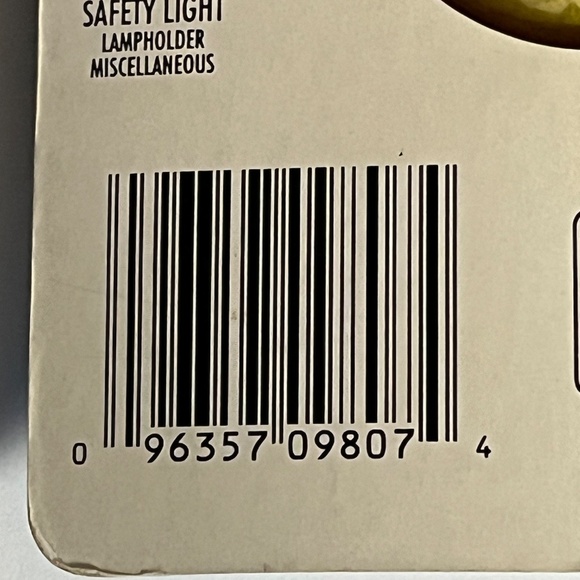 SAFETY LIGHT
LAMPHOLDER
MISCELLANEOUS
0 96357 09807 4